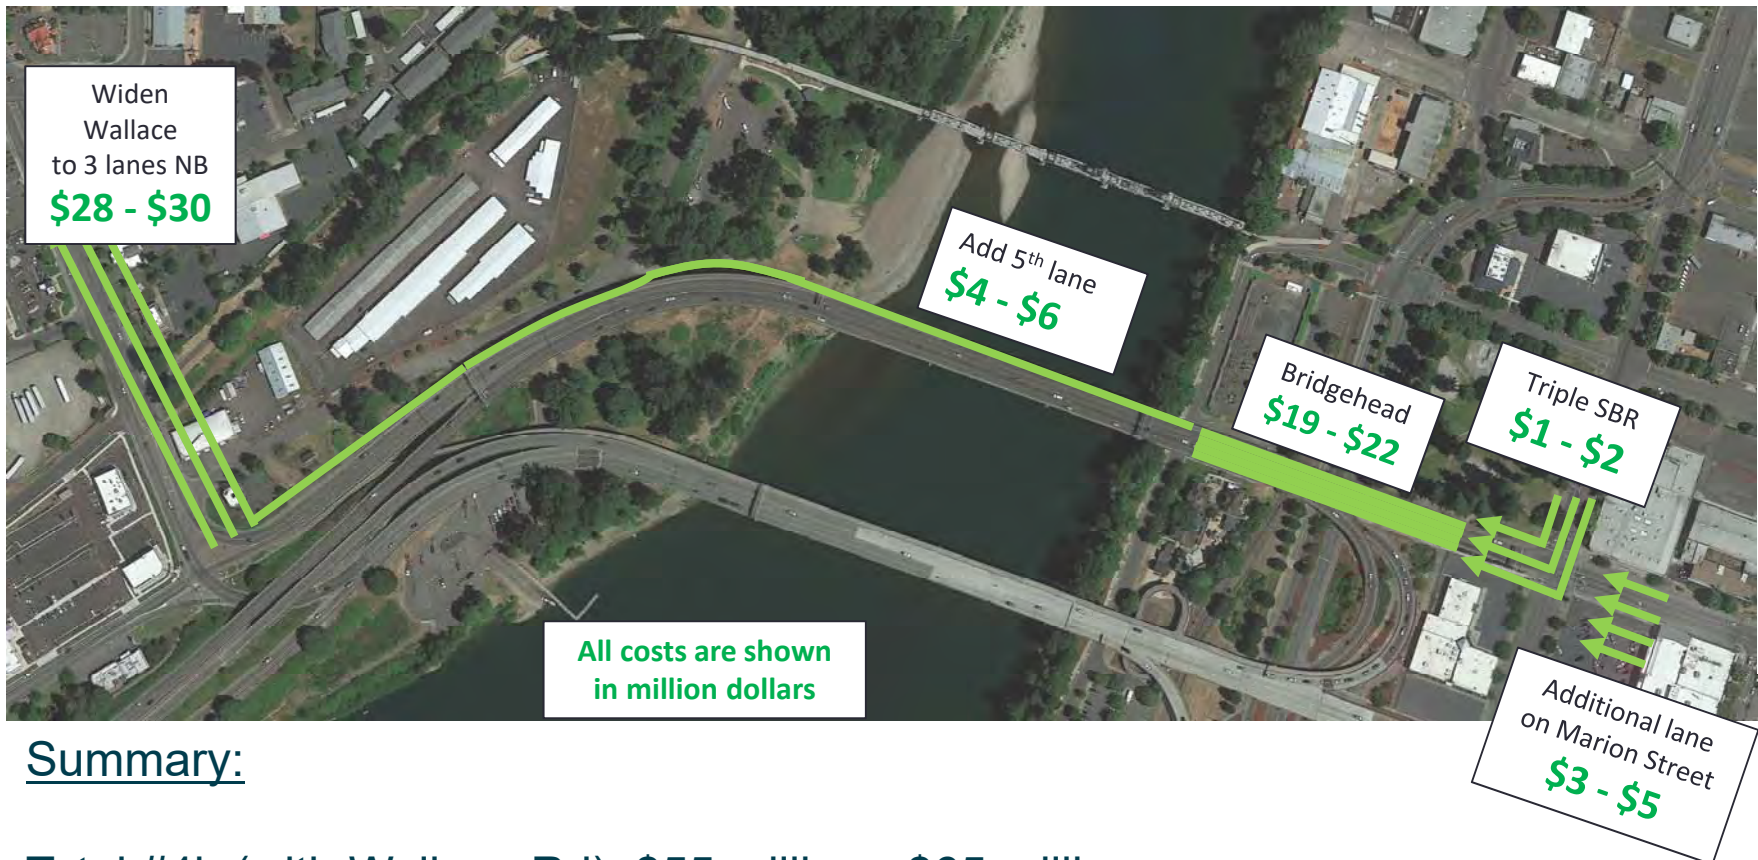 Widen
Wallace
to 3 lanes NB
$28 - $30
Add 5th lane
$4 - $6
Bridgehead
$19 - $22
Triple SBR
$1 - $2
All costs are shown
in million dollars
Additional lane
on Marion Street
$3 - $5
Summary: